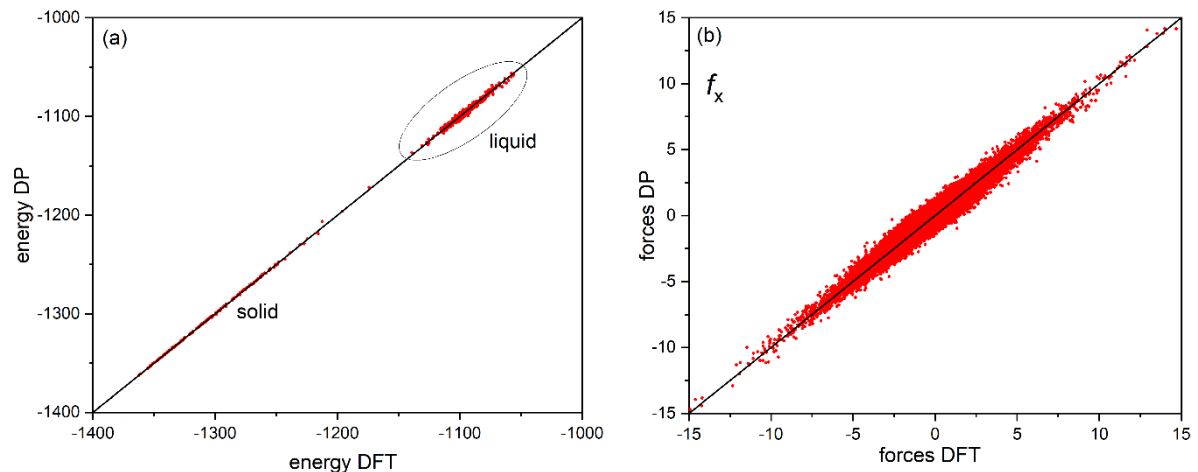 (a)
-1000
-1100
-1200
-1300
-1400
energy DP
liquid
solid
-1400 -1300 -1200 -1100 -1000
energy DFT
(b)
fx
15
10
5
0
-5
-10
-15
forces DP
-15 -10 -5 0 5 10 15
forces DFT